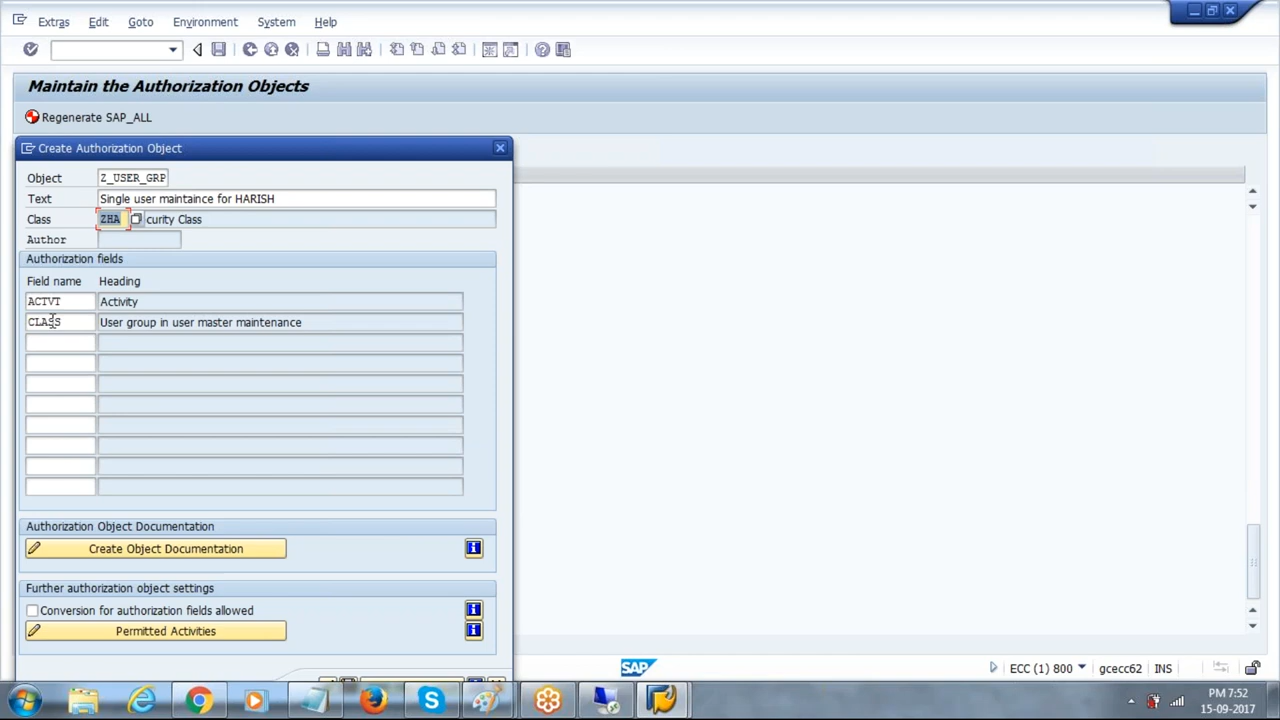 Extras Edit Goto Environment System Help
Maintain the Authorization Objects
Regenerate SAP_ALL
Create Authorization Object
Object Z_USER_GRP
Text Single user maintaince for HARISH
Class ZHA curity Class
Author
Authorization fields
Field name Heading
ACTVT Activity
CLASS User group in user master maintenance
Authorization Object Documentation
Create Object Documentation
Further authorization object settings
Conversion for authorization fields allowed
Permitted Activities
SAP ECC (1) 800 gcecc62 INS
PM 7:52
15-09-2017